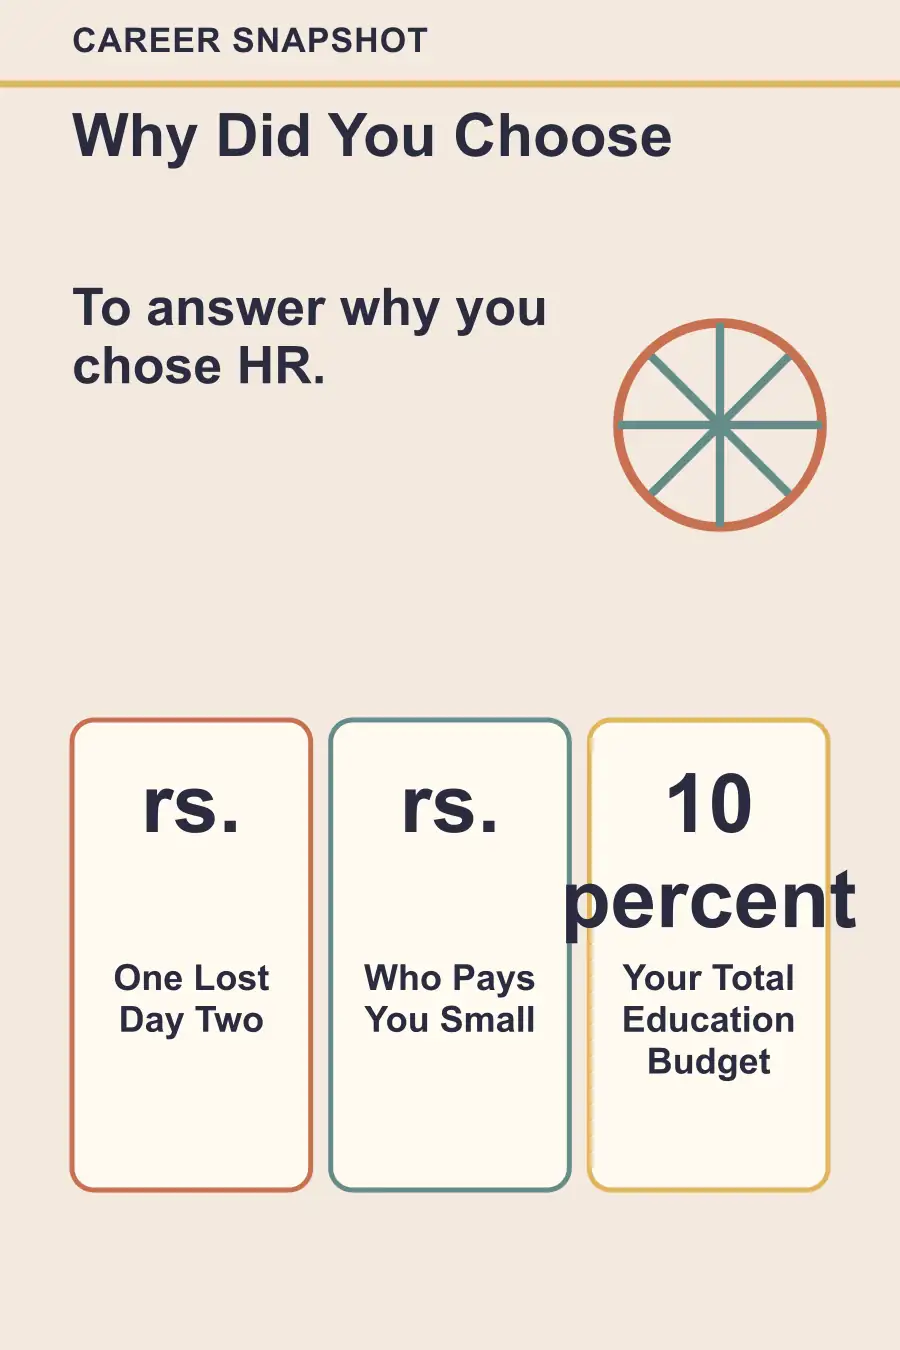 CAREER SNAPSHOT
Why Did You Choose
To answer why you
chose HR.
rs.
One Lost
Day Two
rs.
Who Pays
You Small
10
percent
Your Total
Education
Budget